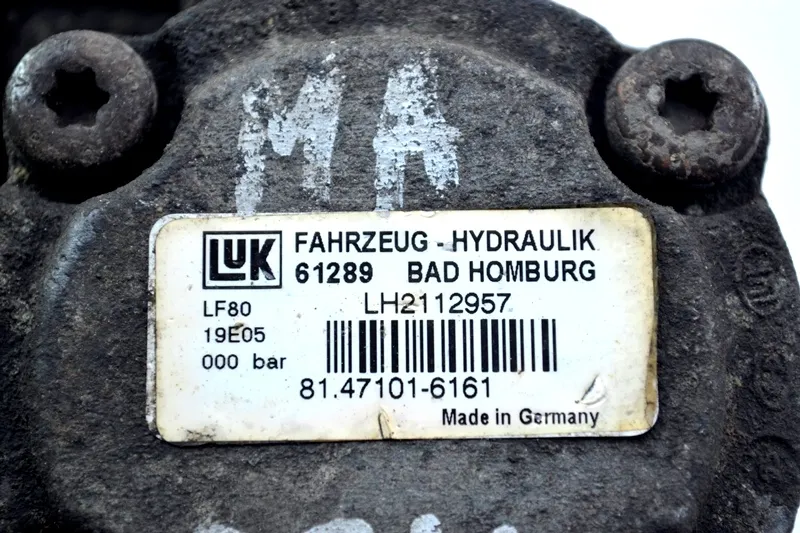 MA
LuK
FAHRZEUG - HYDRAULIK
61289 BAD HOMBURG
LF80
LH2112957
19E05
000 bar
81.47101-6161
Made in Germany